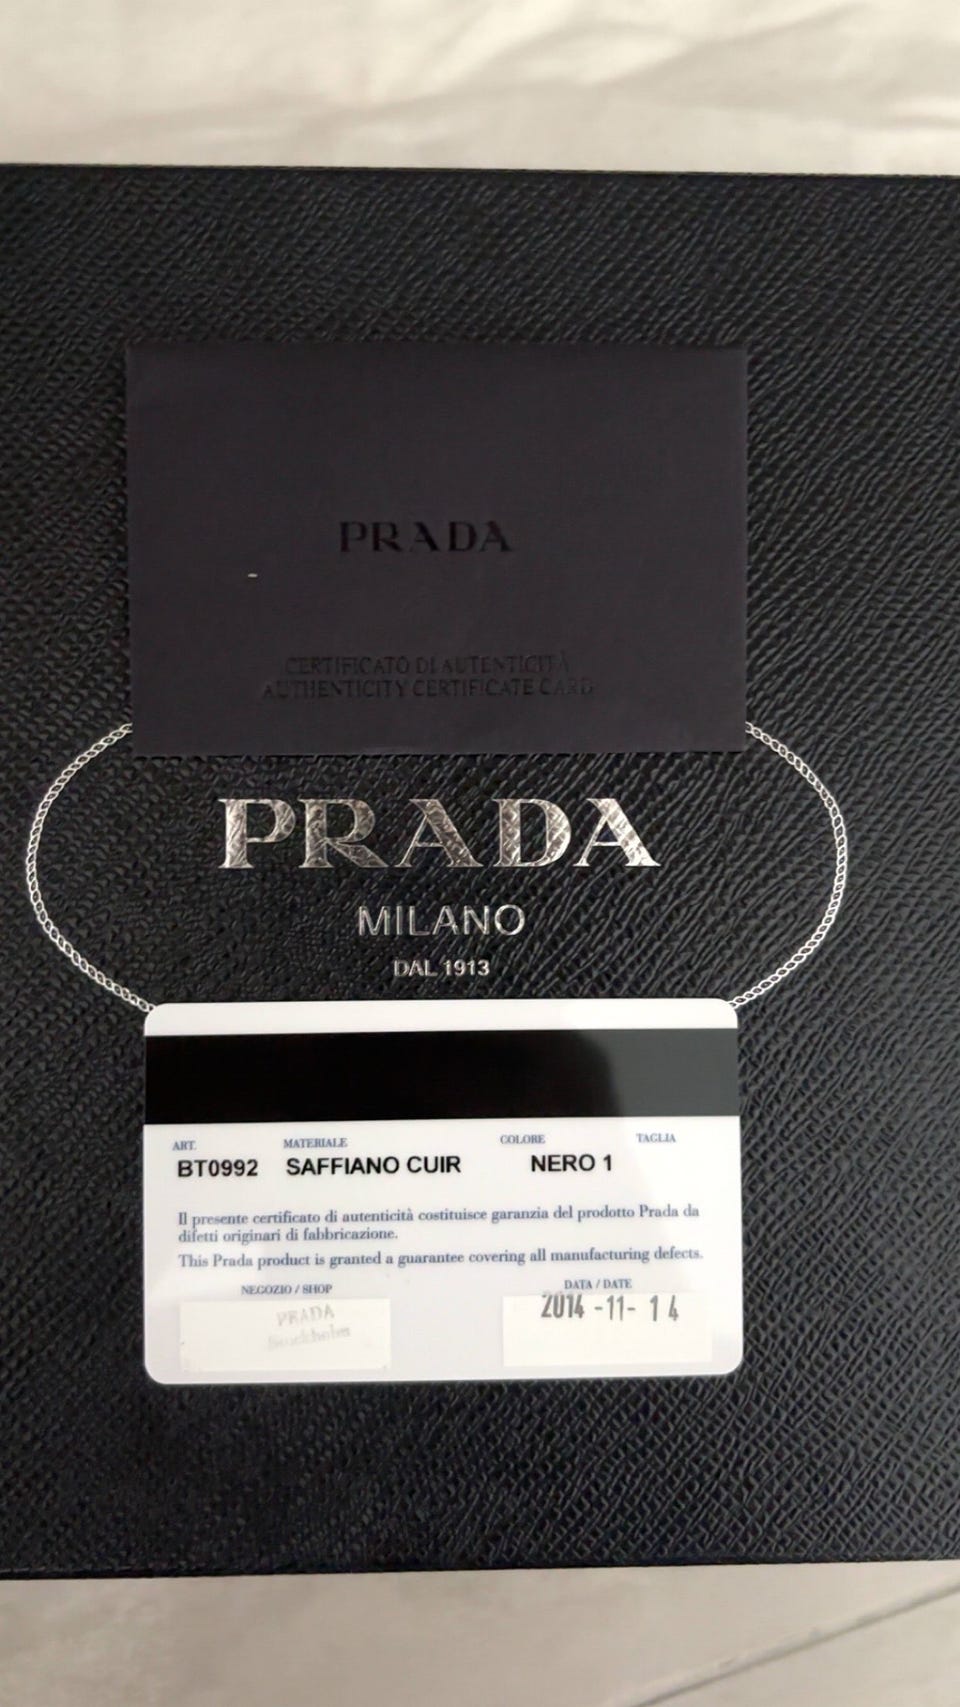 PRADA
CERTIFICATO DI AUTENTICITÀ
AUTHENTICITY CERTIFICATE CARD
PRADA
MILANO
DAL 1913
ART. MATERIALE COLORE TAGLIA
BT0992 SAFFIANO CUIR NERO 1
Il presente certificato di autenticità costituisce garanzia del prodotto Prada da
difetti originari di fabbricazione.
This Prada product is granted a guarantee covering all manufacturing defects.
NEGOZIO / SHOP DATA / DATE
PRADA 2014 -11- 14
Stockholm